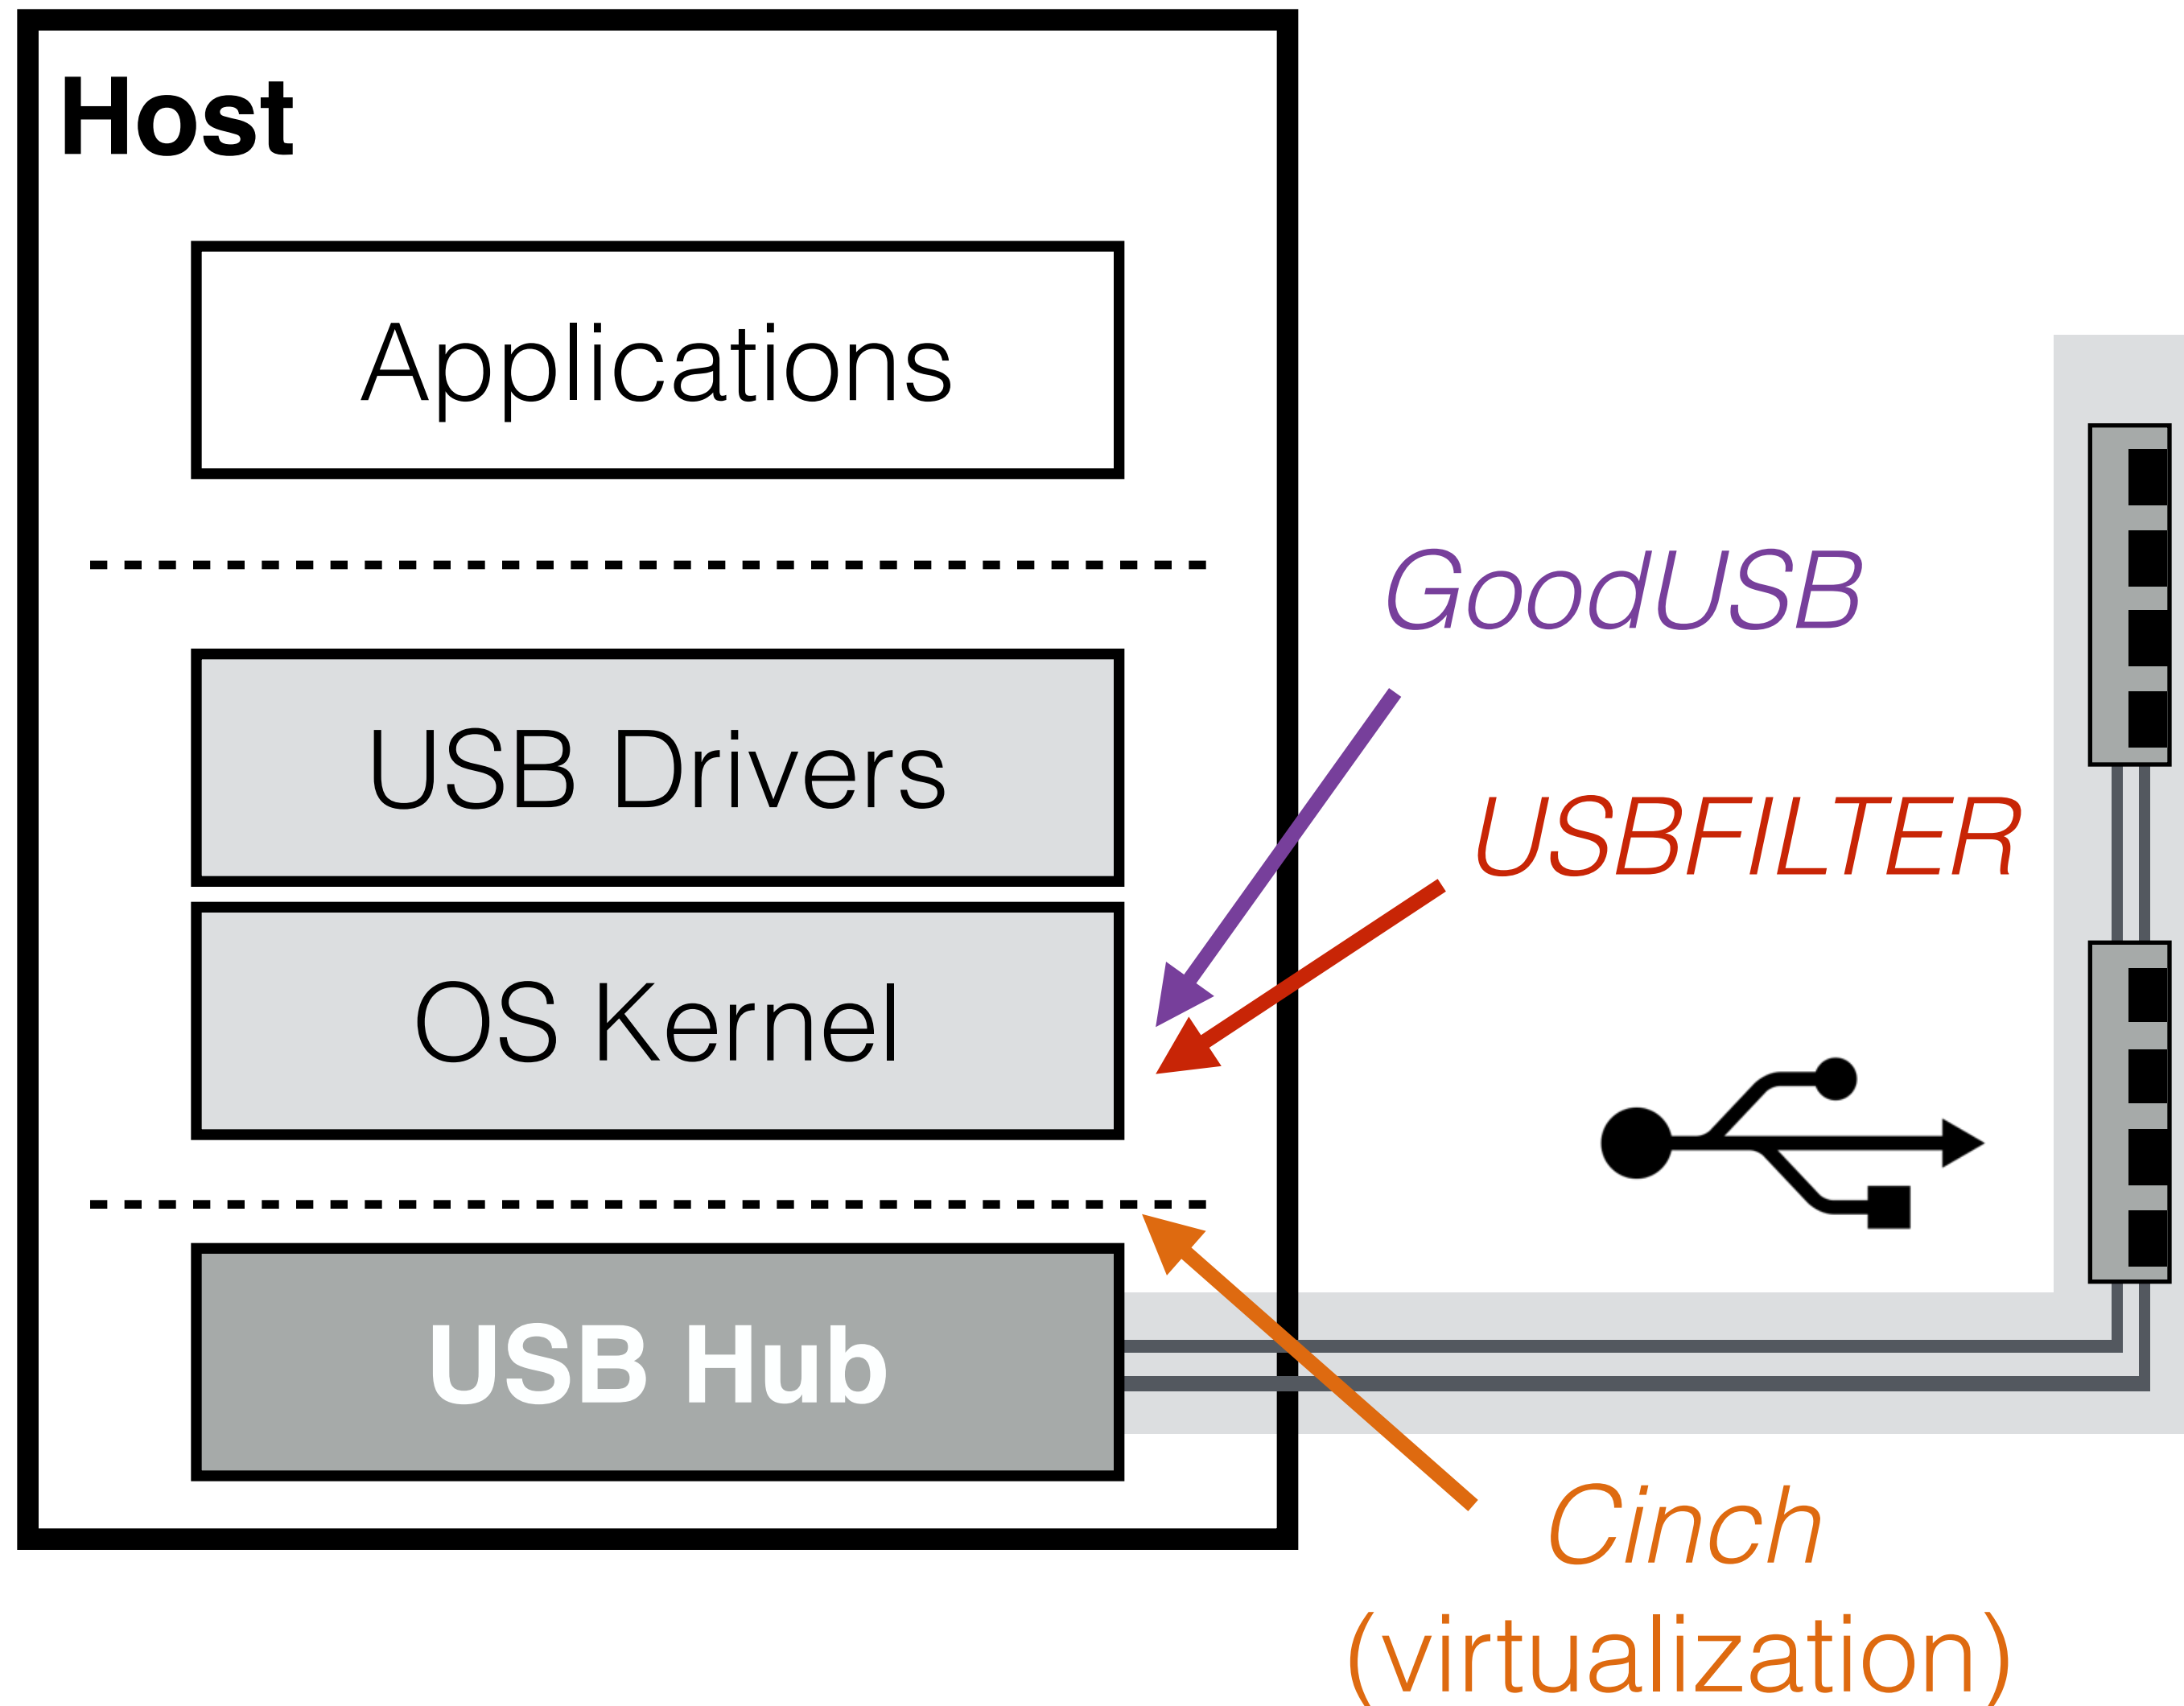 Host
Applications
GoodUSB
USB Drivers
USBFILTER
OS Kernel
USB Hub
Cinch
(virtualization)